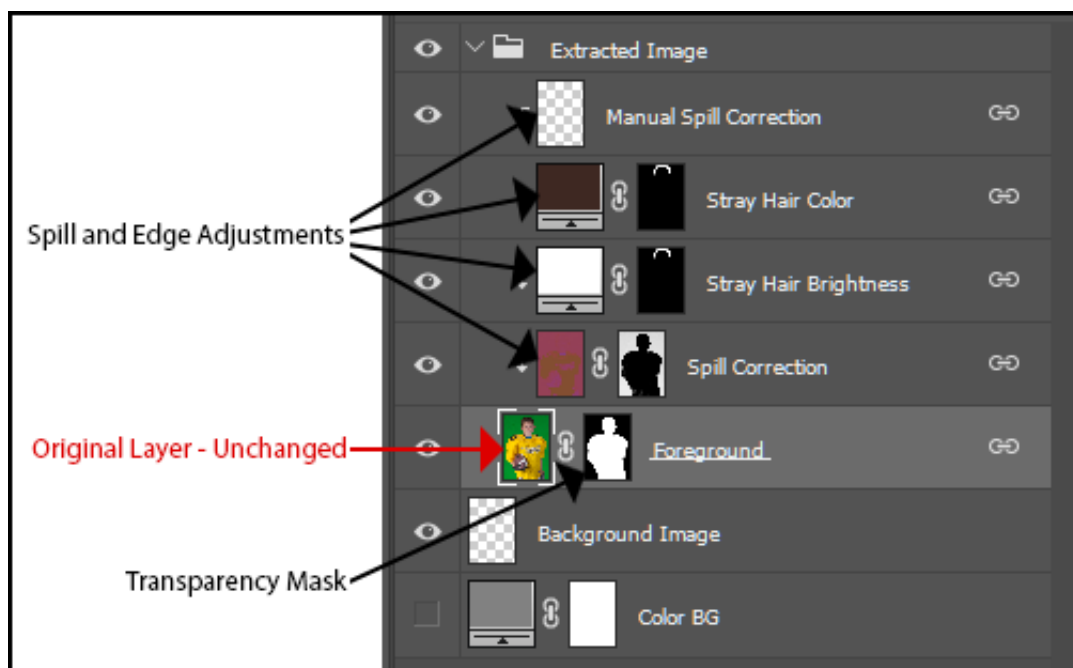 Extracted Image
Manual Spill Correction
Stray Hair Color
Spill and Edge Adjustments
Stray Hair Brightness
Spill Correction
Original Layer - Unchanged
Foreground
Background Image
Transparency Mask
Color BG